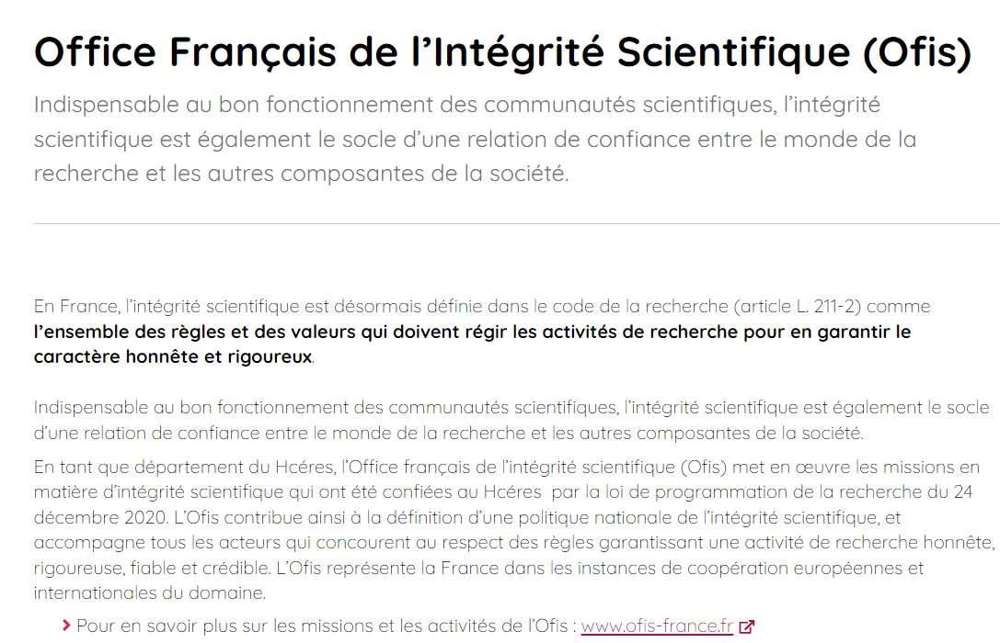 Office Français de l’Intégrité Scientifique (Ofis)
Indispensable au bon fonctionnement des communautés scientifiques, l’intégrité
scientifique est également le socle d’une relation de confiance entre le monde de la
recherche et les autres composantes de la société.
En France, l’intégrité scientifique est désormais définie dans le code de la recherche (article L. 211-2) comme
l’ensemble des règles et des valeurs qui doivent régir les activités de recherche pour en garantir le
caractère honnête et rigoureux.
Indispensable au bon fonctionnement des communautés scientifiques, l’intégrité scientifique est également le socle
d’une relation de confiance entre le monde de la recherche et les autres composantes de la société.
En tant que département du Hcéres, l’Office français de l’intégrité scientifique (Ofis) met en œuvre les missions en
matière d’intégrité scientifique qui ont été confiées au Hcéres  par la loi de programmation de la recherche du 24
décembre 2020. L’Ofis contribue ainsi à la définition d’une politique nationale de l’intégrité scientifique, et
accompagne tous les acteurs qui concourent au respect des règles garantissant une activité de recherche honnête,
rigoureuse, fiable et crédible. L’Ofis représente la France dans les instances de coopération européennes et
internationales du domaine.
Pour en savoir plus sur les missions et les activités de l’Ofis : www.ofis-france.fr